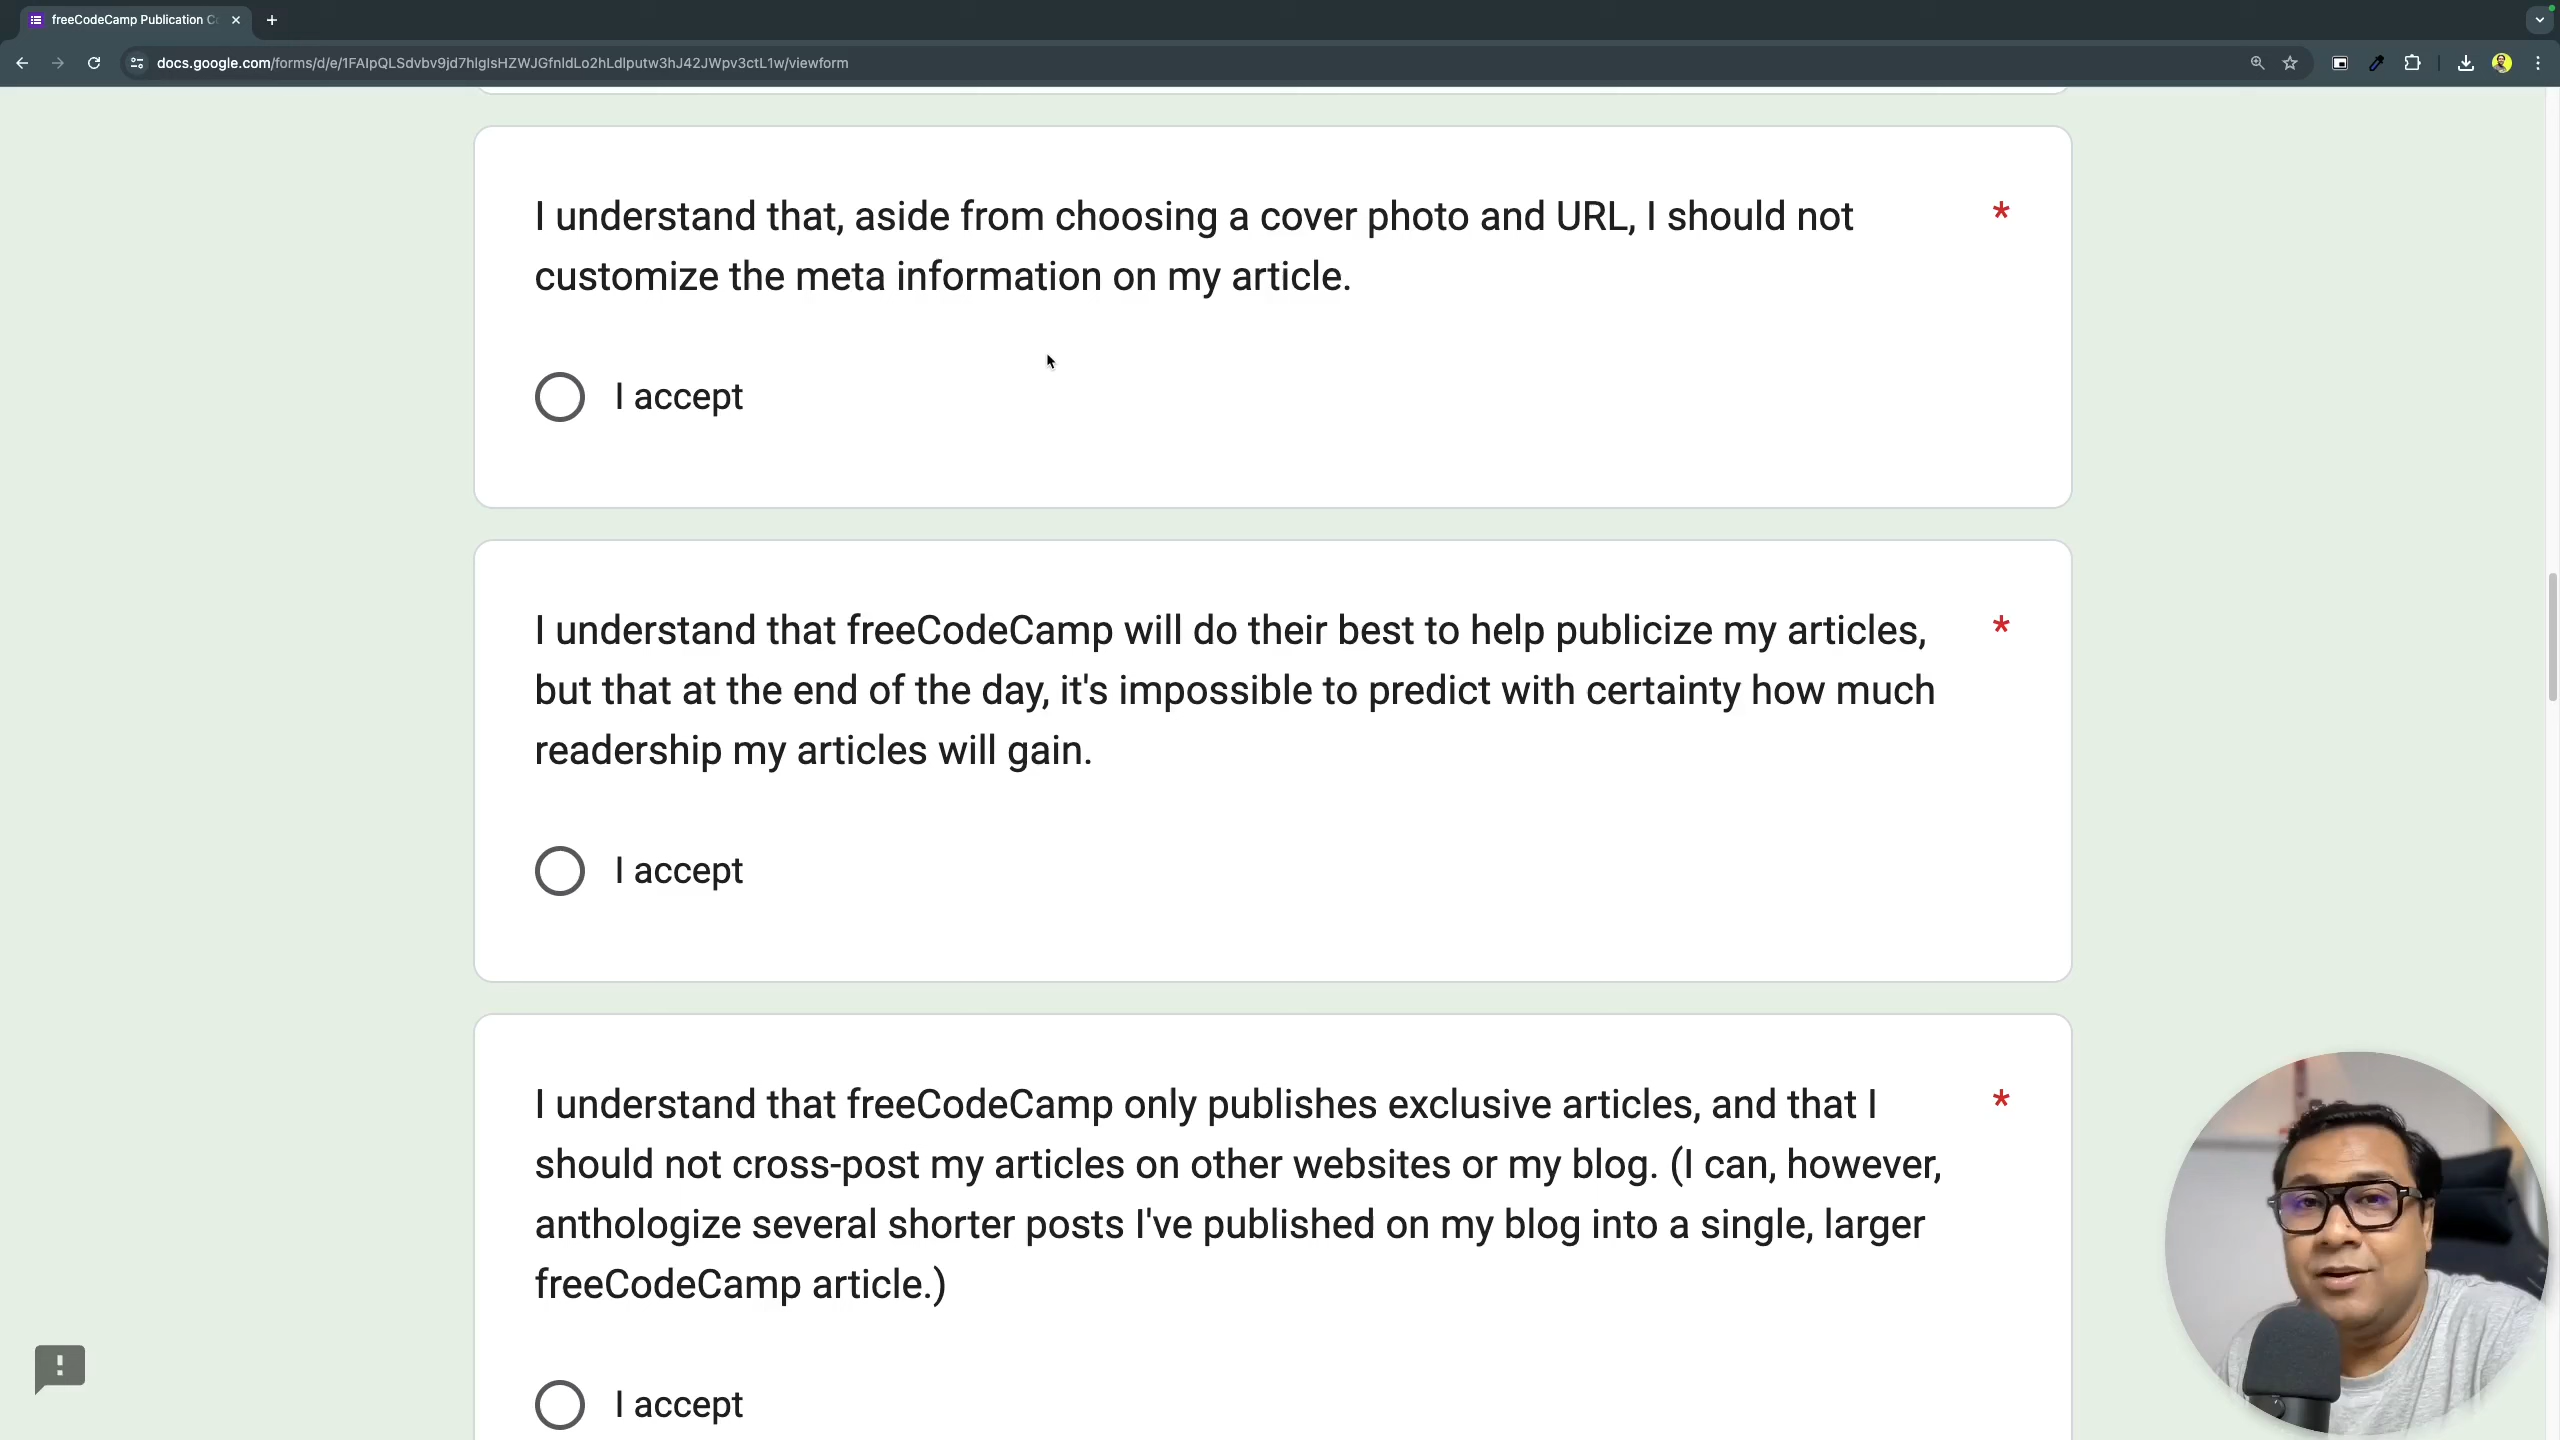 freeCodeCamp Publication Co
docs.google.com/forms/d/e/1FAIpQLSdvbv9jd7hlglsHZWJGfnldLo2hLdlputw3hJ42JWpv3ctL1w/viewform
I understand that, aside from choosing a cover photo and URL, I should not *
customize the meta information on my article.
I accept
I understand that freeCodeCamp will do their best to help publicize my articles, *
but that at the end of the day, it's impossible to predict with certainty how much
readership my articles will gain.
I accept
I understand that freeCodeCamp only publishes exclusive articles, and that I *
should not cross-post my articles on other websites or my blog. (I can, however,
anthologize several shorter posts I've published on my blog into a single, larger
freeCodeCamp article.)
I accept